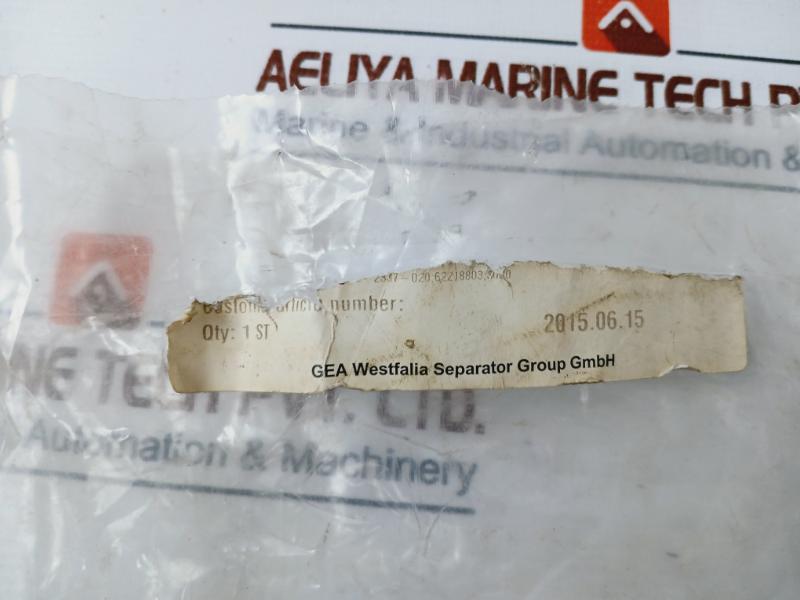 AELIYA MARINE TECH
Marine & Industrial Automation &
Customs article number:
Qty: 1 ST
2015.06.15
GEA Westfalia Separator Group GmbH
NE TECH PVT. LTD.
Automation & Machinery